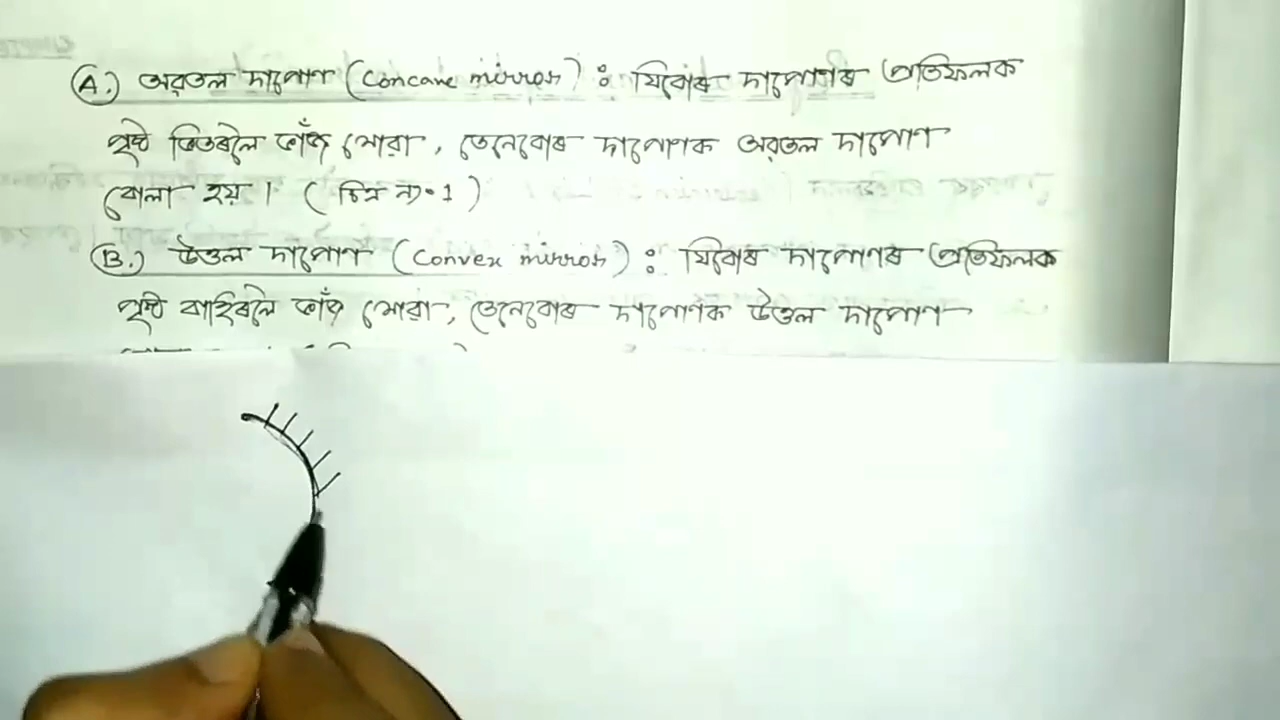 (A.) অৱতল দাপোণ (Concave mirror) : যিবোৰ দাপোণৰ প্ৰতিফলক
পৃষ্ঠ ভিতৰলৈ ভাঁজ খোৱা, তেনেবোৰ দাপোণক অৱতল দাপোণ
বোলা হয়। (চিত্ৰ নং 1)
(B.) উত্তল দাপোণ (Convex mirror) : যিবোৰ দাপোণৰ প্ৰতিফলক
পৃষ্ঠ বাহিৰলৈ ভাঁজ খোৱা, তেনেবোৰ দাপোণক উত্তল দাপোণ